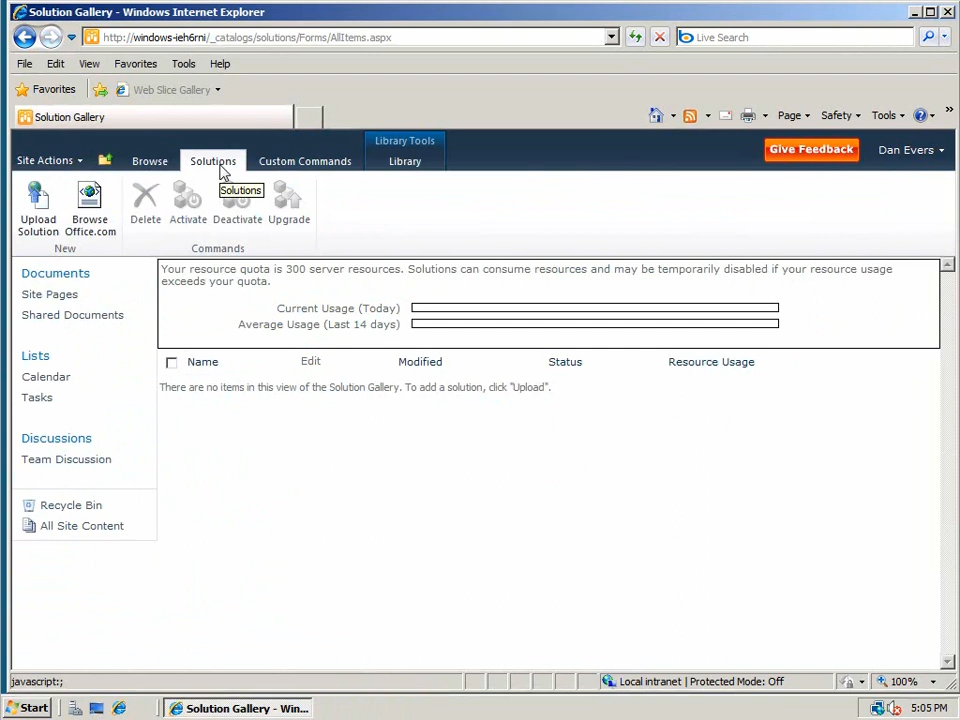 Solution Gallery - Windows Internet Explorer
http://windows-ieh6rni/_catalogs/solutions/Forms/AllItems.aspx
Live Search
File Edit View Favorites Tools Help
Favorites
Web Slice Gallery
Solution Gallery
Page Safety Tools
Library Tools
Site Actions
Browse
Solutions
Custom Commands
Library
Give Feedback
Dan Evers
Solutions
Upload Solution
Browse Office.com
Delete
Activate
Deactivate
Upgrade
New
Commands
Documents
Site Pages
Shared Documents
Lists
Calendar
Tasks
Discussions
Team Discussion
Recycle Bin
All Site Content
Your resource quota is 300 server resources. Solutions can consume resources and may be temporarily disabled if your resource usage
exceeds your quota.
Current Usage (Today)
Average Usage (Last 14 days)
Name Edit Modified Status Resource Usage
There are no items in this view of the Solution Gallery. To add a solution, click "Upload".
javascript:;
Local intranet | Protected Mode: Off
100%
Start
Solution Gallery - Win...
5:05 PM